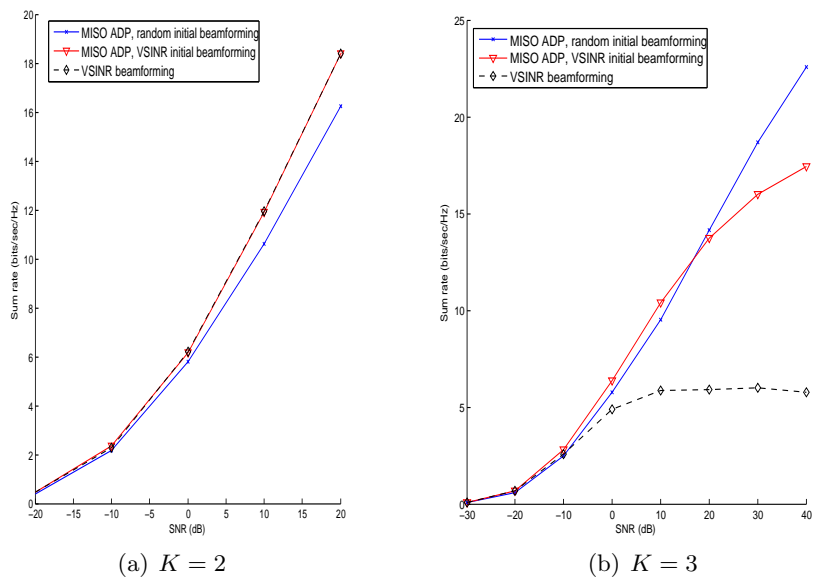 MISO ADP, random initial beamforming
MISO ADP, VSINR initial beamforming
VSINR beamforming
Sum rate (bits/sec/Hz)
20
18
16
14
12
10
8
6
4
2
0
−20 −15 −10 −5 0 5 10 15 20
SNR (dB)
(a) K = 2
MISO ADP, random initial beamforming
MISO ADP, VSINR initial beamforming
VSINR beamforming
Sum rate (bits/sec/Hz)
25
20
15
10
5
0
−30 −20 −10 0 10 20 30 40
SNR (dB)
(b) K = 3